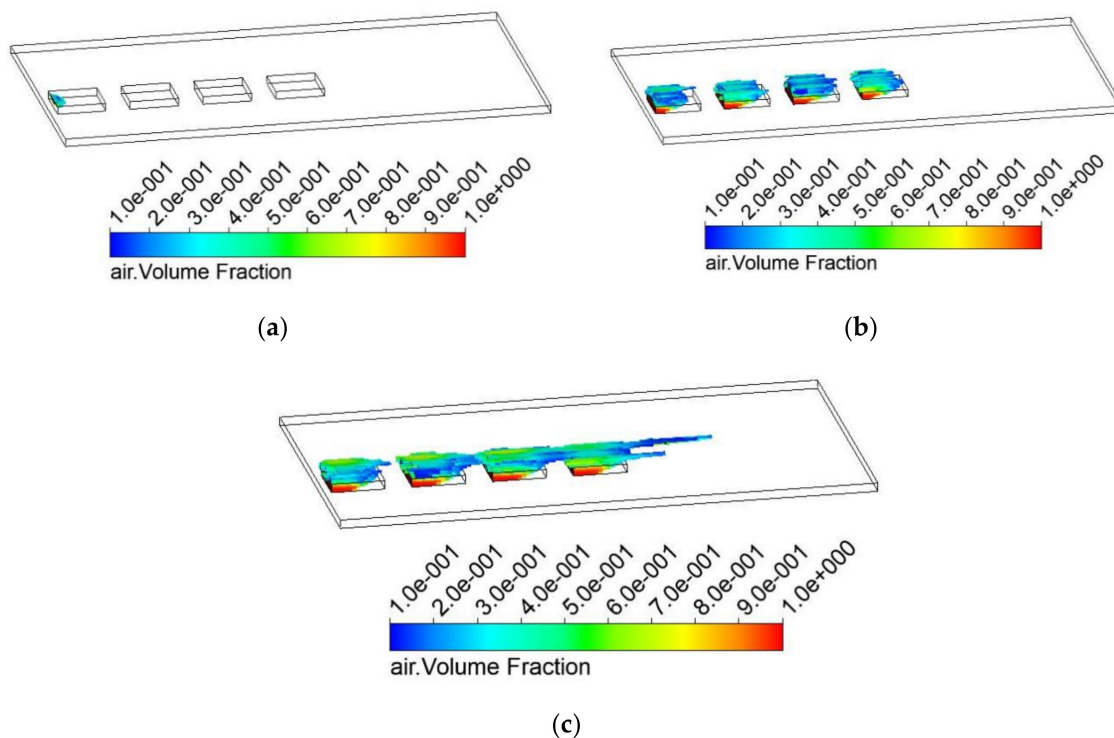 1.0e-001
2.0e-001
3.0e-001
4.0e-001
5.0e-001
6.0e-001
7.0e-001
8.0e-001
9.0e-001
1.0e+000
air.Volume Fraction
(a)
1.0e-001
2.0e-001
3.0e-001
4.0e-001
5.0e-001
6.0e-001
7.0e-001
8.0e-001
9.0e-001
1.0e+000
air.Volume Fraction
(b)
1.0e-001
2.0e-001
3.0e-001
4.0e-001
5.0e-001
6.0e-001
7.0e-001
8.0e-001
9.0e-001
1.0e+000
air.Volume Fraction
(c)